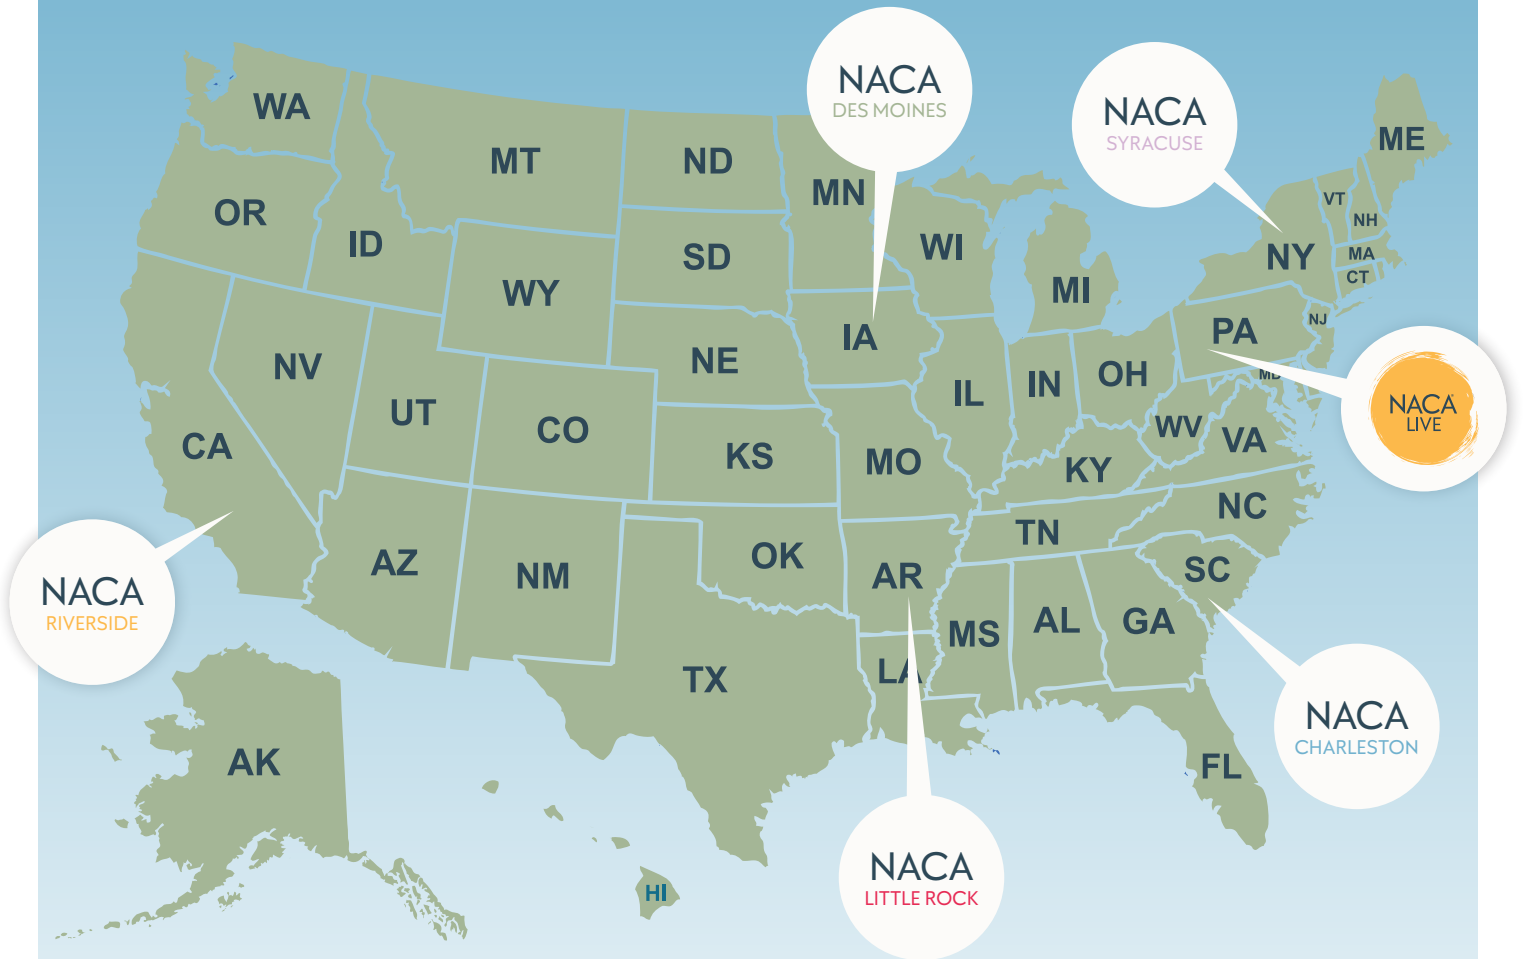 NACA
DES MOINES
NACA
SYRACUSE
WA
MT
ND
MN
ME
OR
ID
SD
WI
VT
NH
NY
MA
CT
WY
MI
NJ
PA
IA
NV
NE
OH
MD
UT
CO
IL
IN
NACA
LIVE
CA
KS
MO
KY
WV
VA
NC
AZ
NM
OK
AR
TN
SC
NACA
RIVERSIDE
TX
LA
MS
AL
GA
AK
FL
NACA
CHARLESTON
NACA
LITTLE ROCK
HI